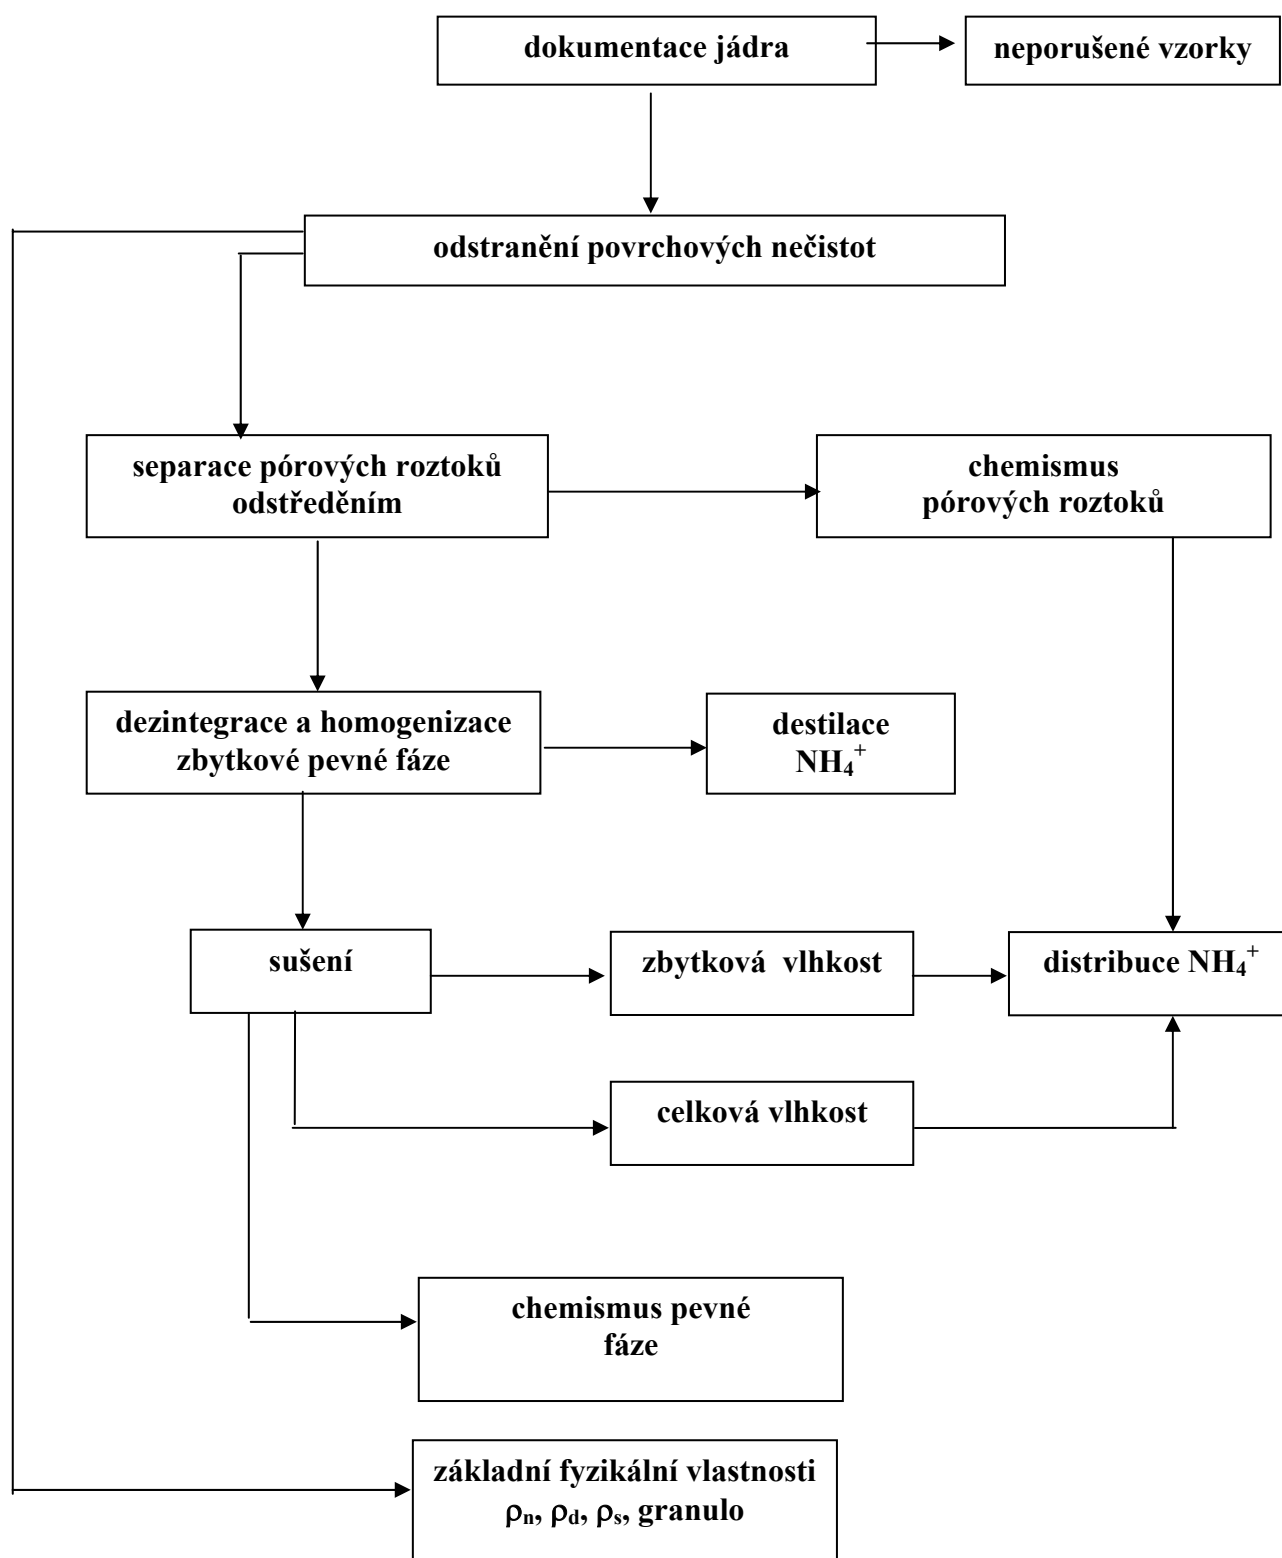 dokumentace jádra
neporušené vzorky
odstranění povrchových nečistot
separace pórových roztoků
odstředěním
chemismus
pórových roztoků
dezintegrace a homogenizace
zbytkové pevné fáze
destilace
NH₄⁺
sušení
zbytková vlhkost
distribuce NH₄⁺
celková vlhkost
chemismus pevné
fáze
základní fyzikální vlastnosti
ρₙ, ρd, ρₛ, granulo